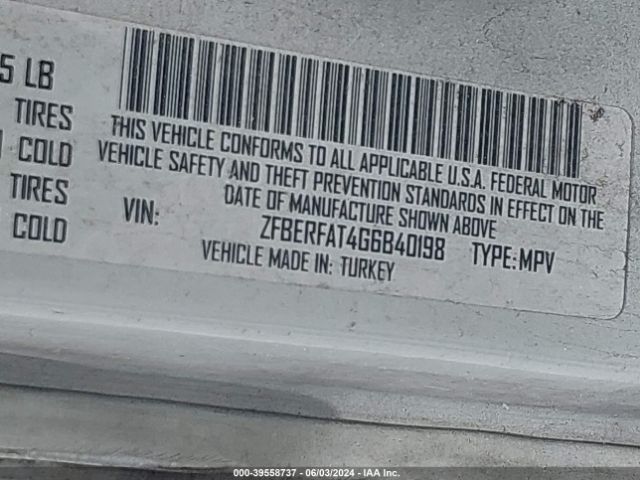 5 LB
TIRES
COLD
TIRES
COLD
THIS VEHICLE CONFORMS TO ALL APPLICABLE U.S.A. FEDERAL MOTOR
VEHICLE SAFETY AND THEFT PREVENTION STANDARDS IN EFFECT ON THE
DATE OF MANUFACTURE SHOWN ABOVE
VIN: ZFBERFAT4G6B40198 TYPE:MPV
VEHICLE MADE IN: TURKEY
000-39558737 - 06/03/2024 - IAA Inc.